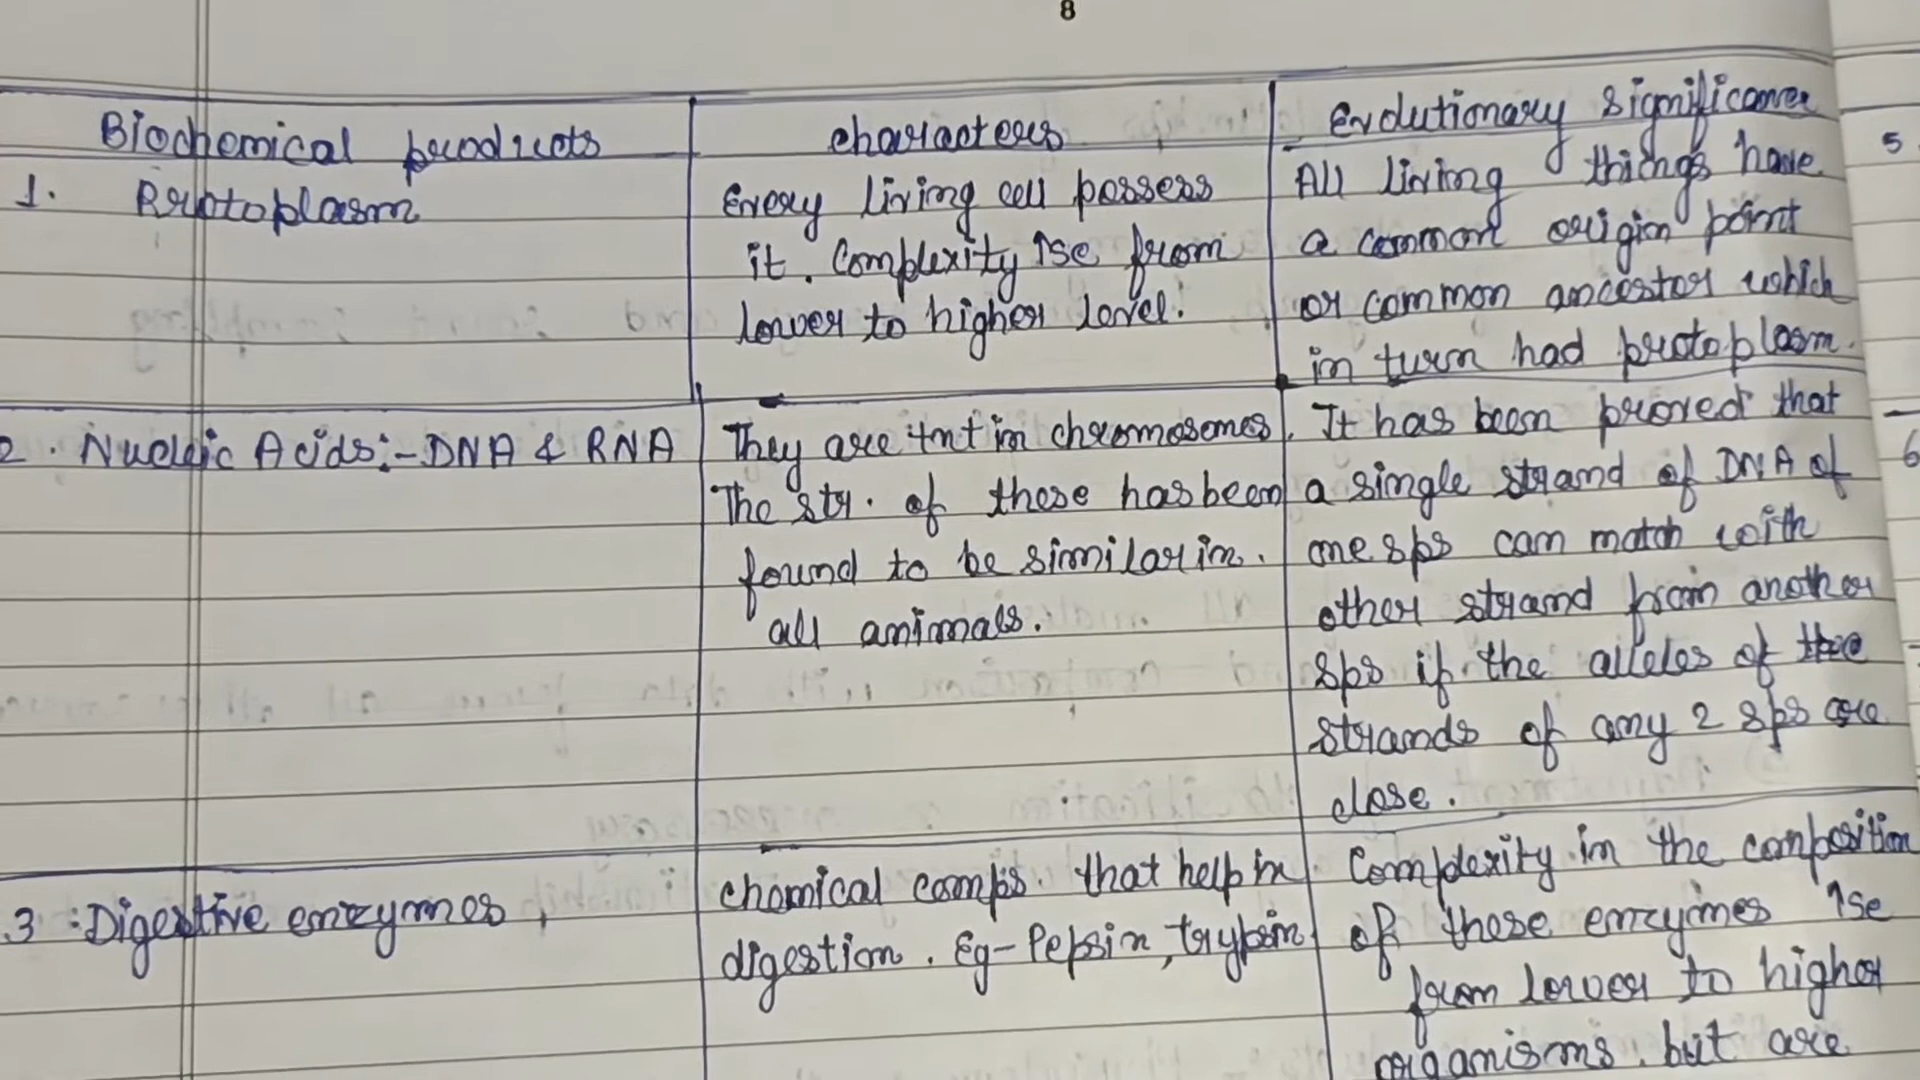 8
Biochemical products
characters
Evolutionary significance
1. Protoplasm
Every living cell possess
it. Complexity ↑se from
lower to higher level.
All living things have
a common origin point
or common ancestor which
in turn had protoplasm.
2. Nucleic Acids:- DNA & RNA
They are in chromosomes.
The str. of these has been
found to be similar in
all animals.
It has been proved that
a single strand of DNA of
one sps can match with
other strand from another
sps if the alleles of the
strands of any 2 sps are
close.
3. Digestive enzymes
chemical comps. that help in
digestion. Eg- Pepsin, trypsin
Complexity in the composition
of these enzymes ↑se
from lower to higher
organisms. but are
5
6